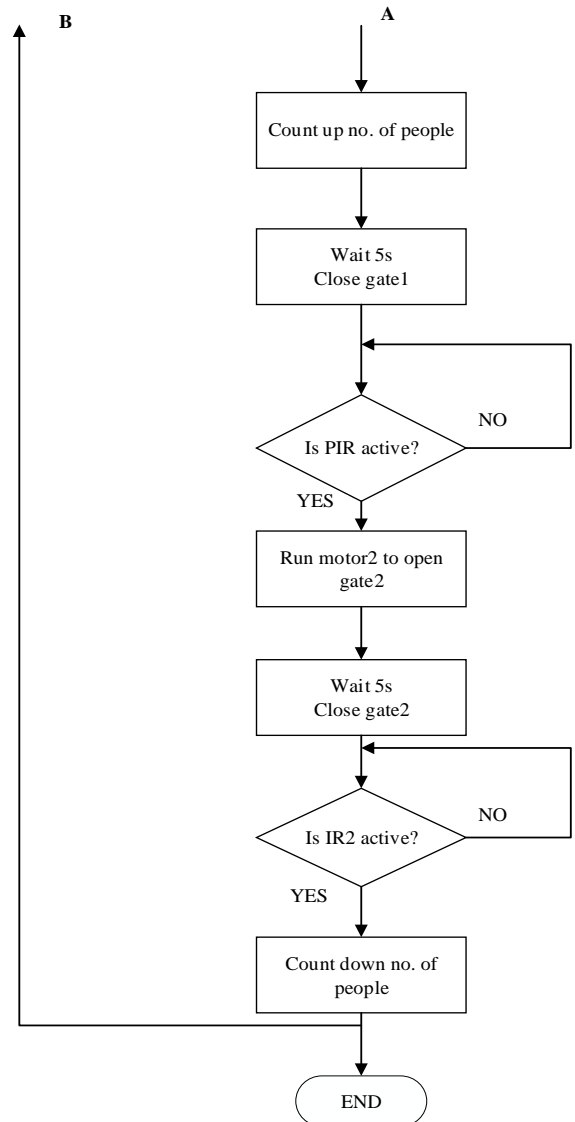 B
A
Count up no. of people
Wait 5s
Close gate1
NO
Is PIR active?
YES
Run motor2 to open
gate2
Wait 5s
Close gate2
NO
Is IR2 active?
YES
Count down no. of
people
END